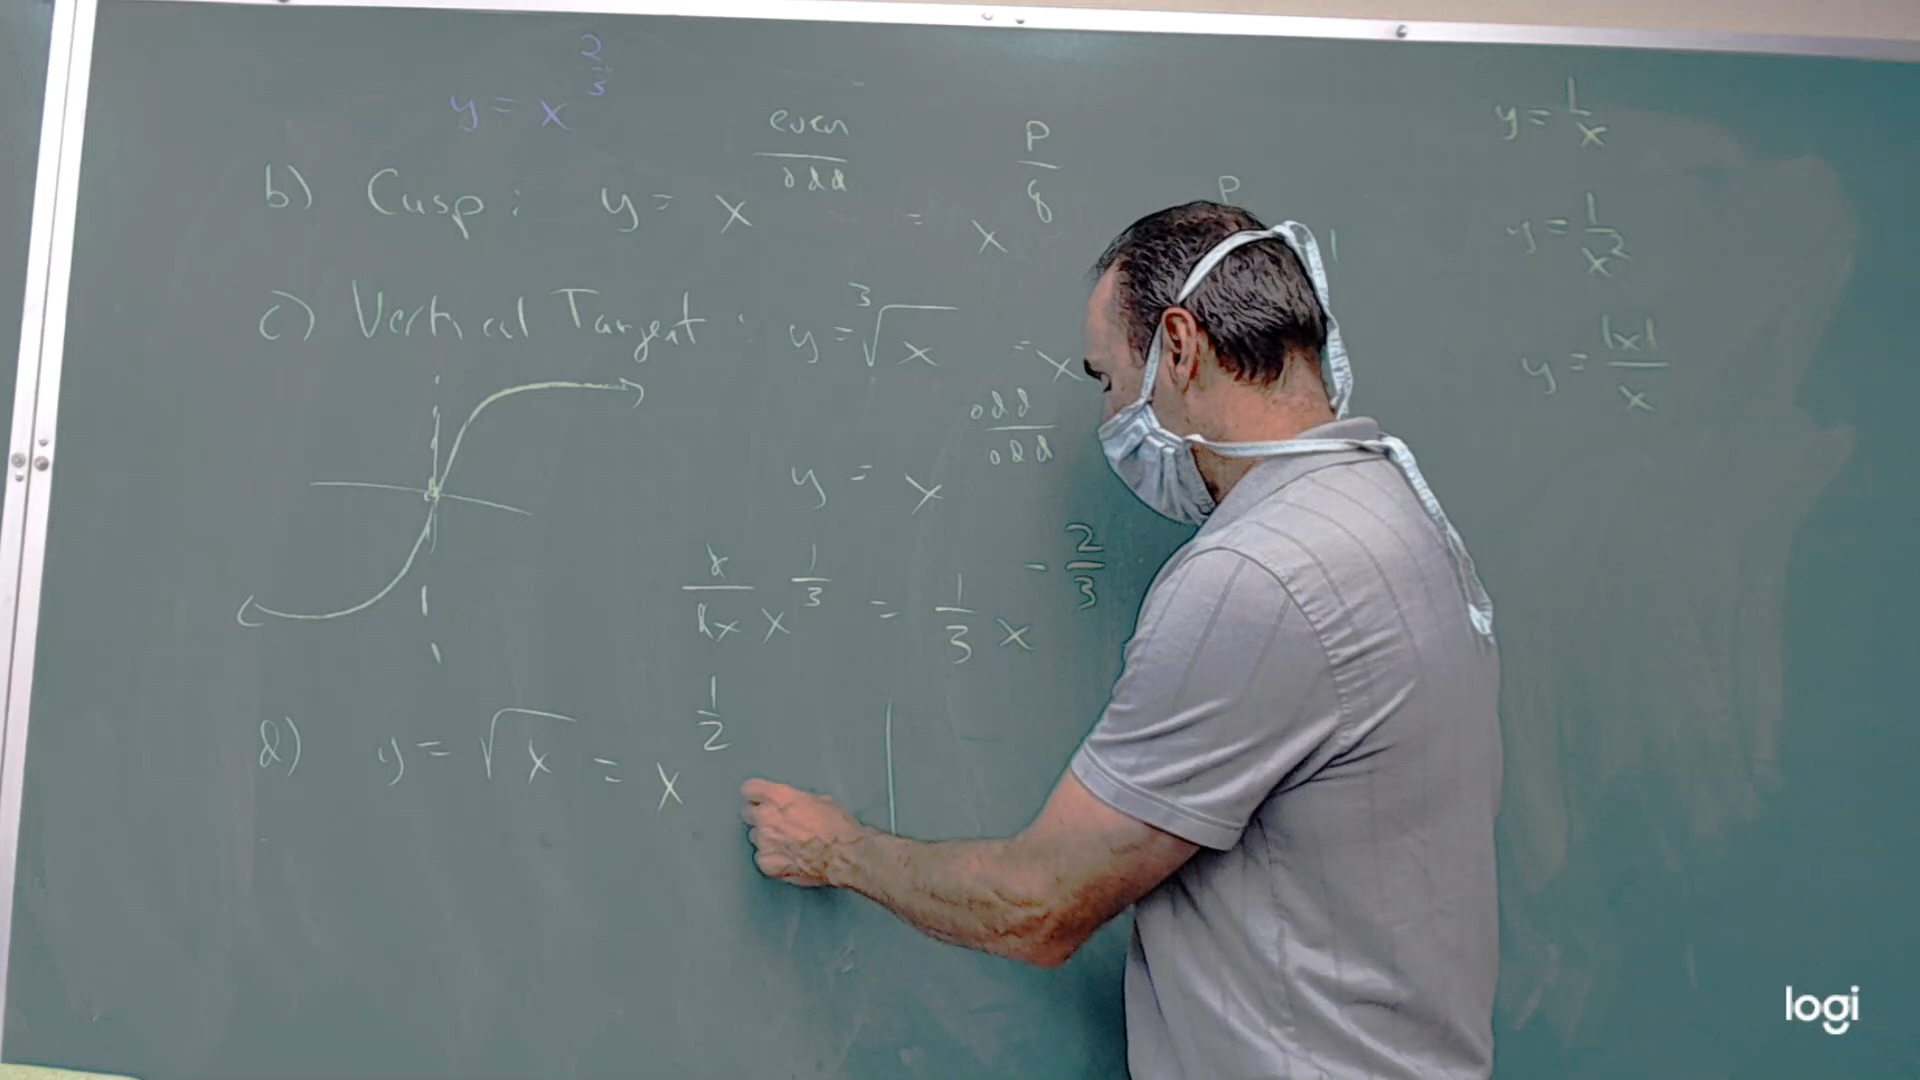 y = x^(2/3)
b) Cusp: y = x^(even/odd) = x^(p/q) p 1
c) Vertical Tangent: y = ∛x = x
y = x^(odd/odd)
d/dx x^(1/3) = 1/3 x^(-2/3)
d) y = √x = x^(1/2)
y = 1/x
y = 1/x²
y = |x|/x
logi